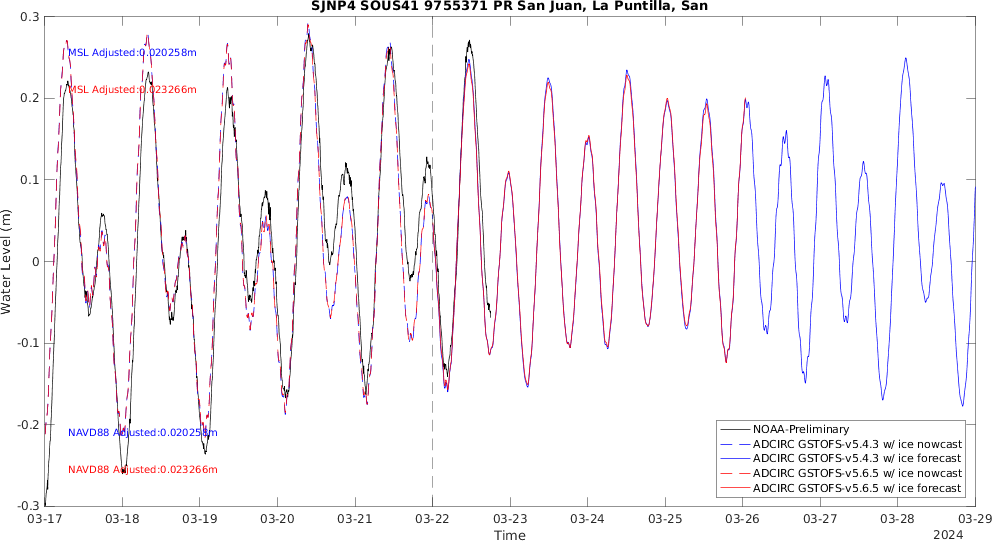 SJNP4 SOUS41 9755371 PR San Juan, La Puntilla, San
Water Level (m)
0.3
0.2
0.1
0
-0.1
-0.2
-0.3
MSL Adjusted:0.020258m
MSL Adjusted:0.023266m
NAVD88 Adjusted:0.020258m
NAVD88 Adjusted:0.023266m
NOAA-Preliminary
ADCIRC GSTOFS-v5.4.3 w/ ice nowcast
ADCIRC GSTOFS-v5.4.3 w/ ice forecast
ADCIRC GSTOFS-v5.6.5 w/ ice nowcast
ADCIRC GSTOFS-v5.6.5 w/ ice forecast
03-17 03-18 03-19 03-20 03-21 03-22 03-23 03-24 03-25 03-26 03-27 03-28 03-29
Time
2024